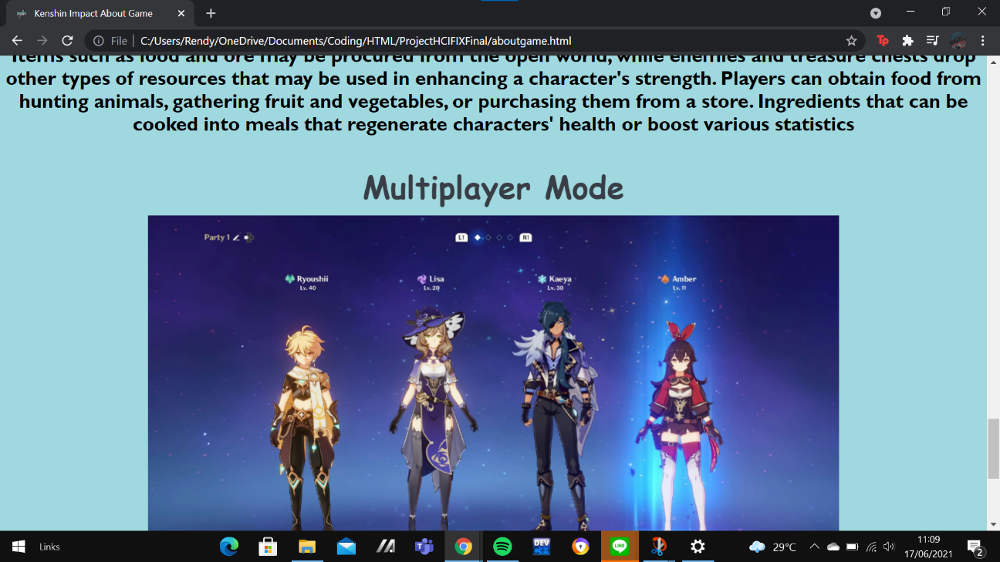 Kenshin Impact About Game
File
C:/Users/Rendy/OneDrive/Documents/Coding/HTML/ProjectHCIFIXFinal/aboutgame.html
Items such as food and ore may be procured from the open world, while enemies and treasure chests drop
other types of resources that may be used in enhancing a character's strength. Players can obtain food from
hunting animals, gathering fruit and vegetables, or purchasing them from a store. Ingredients that can be
cooked into meals that regenerate characters' health or boost various statistics
Multiplayer Mode
Party 1
L1
R1
Ryoushii
Lisa
Kaeya
Amber
Lv. 40
Lv. 20
Lv. 30
Lv. 11
Links
DEV
C++
LINE
29°C
11:09
17/06/2021
2